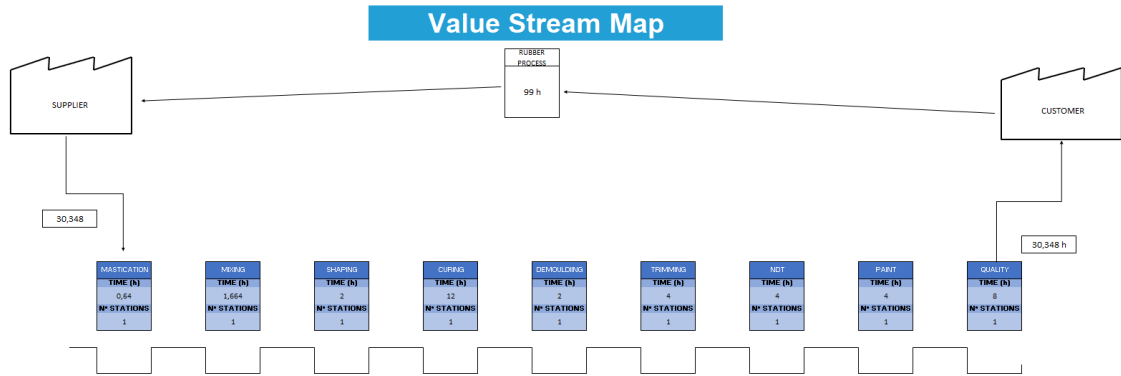 Value Stream Map
RUBBER
PROCESS
99 h
SUPPLIER
CUSTOMER
30,348
30,348 h
MASTICATION
TIME (h)
0,64
Nº STATIONS
1
MIXING
TIME (h)
1,664
Nº STATIONS
1
SHAPING
TIME (h)
2
Nº STATIONS
1
CURING
TIME (h)
12
Nº STATIONS
1
DEMOULDIING
TIME (h)
2
Nº STATIONS
1
TRIMMING
TIME (h)
4
Nº STATIONS
1
NDT
TIME (h)
4
Nº STATIONS
1
PAINT
TIME (h)
4
Nº STATIONS
1
QUALITY
TIME (h)
8
Nº STATIONS
1